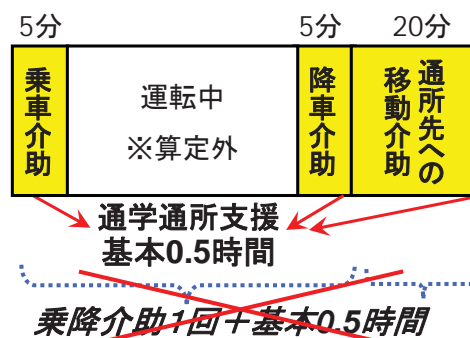 5分 5分 20分
乗車介助
運転中
※算定外
降車介助
通所先への
移動介助
通学通所支援
基本0.5時間
乗降介助1回＋基本0.5時間